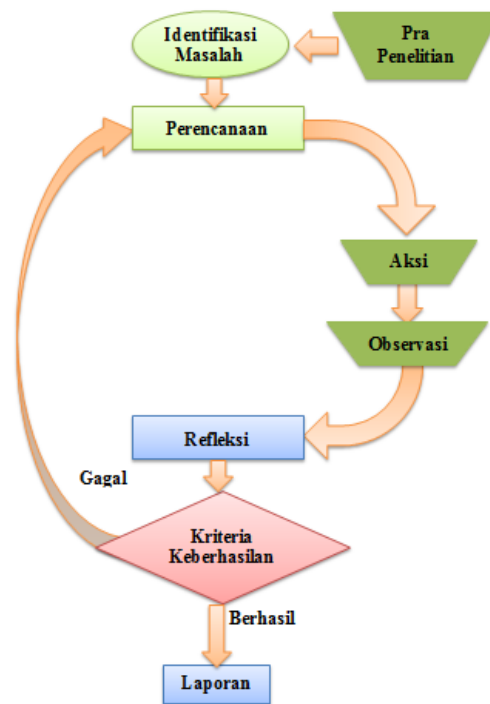 Pra
Penelitian
Identifikasi
Masalah
Perencanaan
Aksi
Observasi
Refleksi
Gagal
Kriteria
Keberhasilan
Berhasil
Laporan